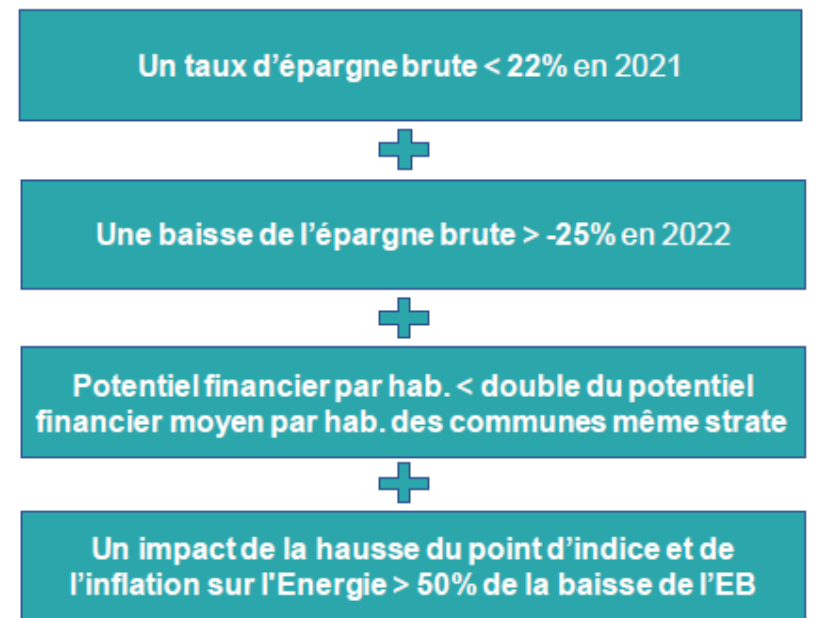 Un taux d'épargne brute < 22% en 2021
Une baisse de l'épargne brute > -25% en 2022
Potentiel financier par hab. < double du potentiel
financier moyen par hab. des communes même strate
Un impact de la hausse du point d'indice et de
l'inflation sur l'Energie > 50% de la baisse de l'EB